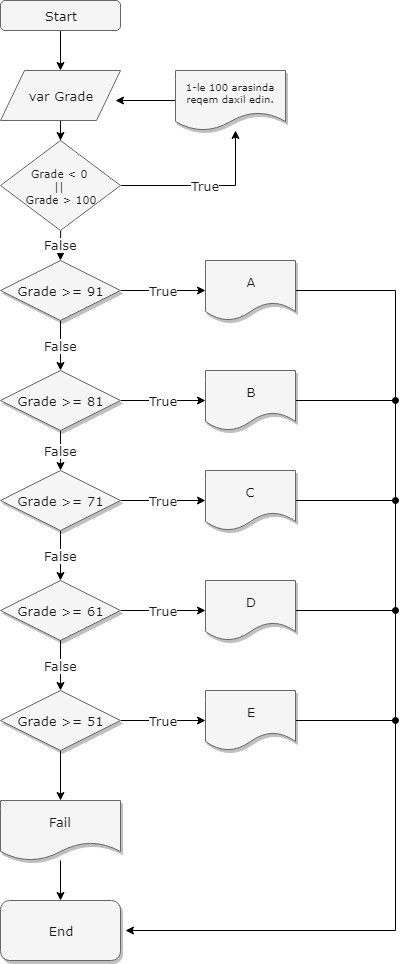 Start
var Grade
1-le 100 arasinda
reqem daxil edin.
Grade < 0
||
Grade > 100
True
False
Grade >= 91
True
A
False
Grade >= 81
True
B
False
Grade >= 71
True
C
False
Grade >= 61
True
D
False
Grade >= 51
True
E
Fail
End